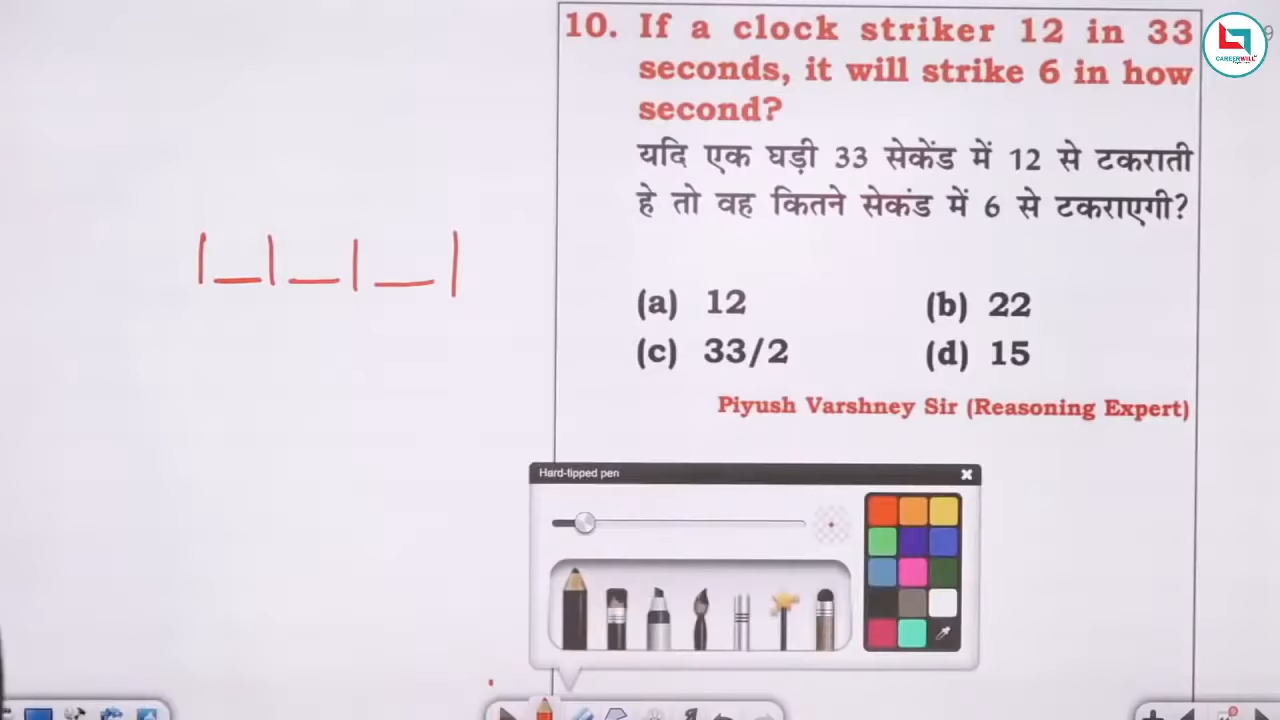 10. If a clock striker 12 in 33
seconds, it will strike 6 in how
second?
यदि एक घड़ी 33 सेकेंड में 12 से टकराती
हे तो वह कितने सेकंड में 6 से टकराएगी?
(a) 12 (b) 22
(c) 33/2 (d) 15
Piyush Varshney Sir (Reasoning Expert)
Hard-tipped pen
CAREERWILL
9